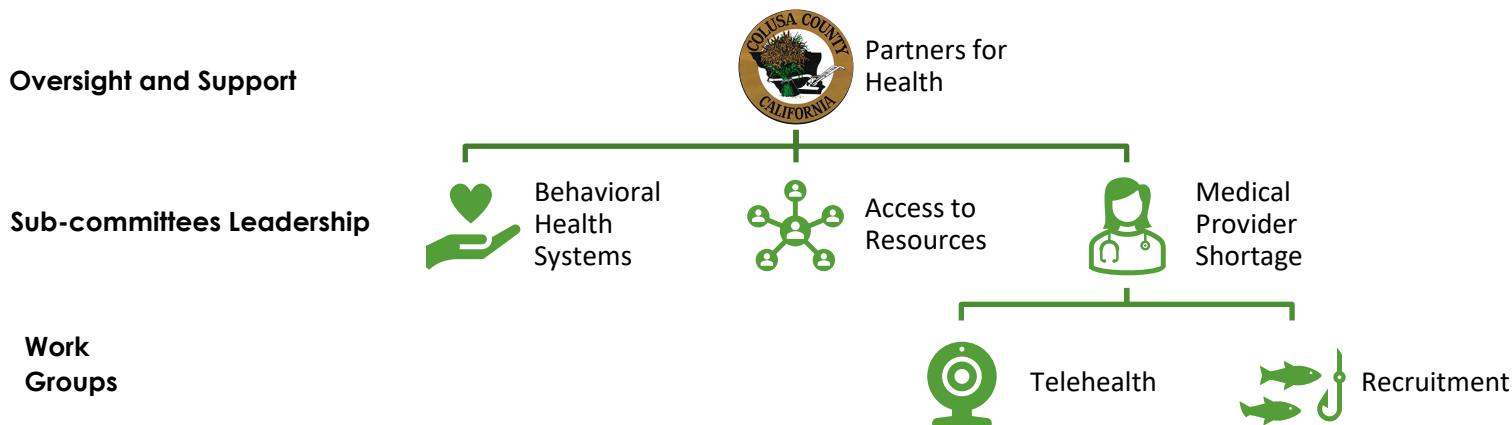 COLUSA COUNTY
CALIFORNIA
Partners for
Health
Oversight and Support
Sub-committees Leadership
Behavioral
Health
Systems
Access to
Resources
Medical
Provider
Shortage
Work
Groups
Telehealth
Recruitment